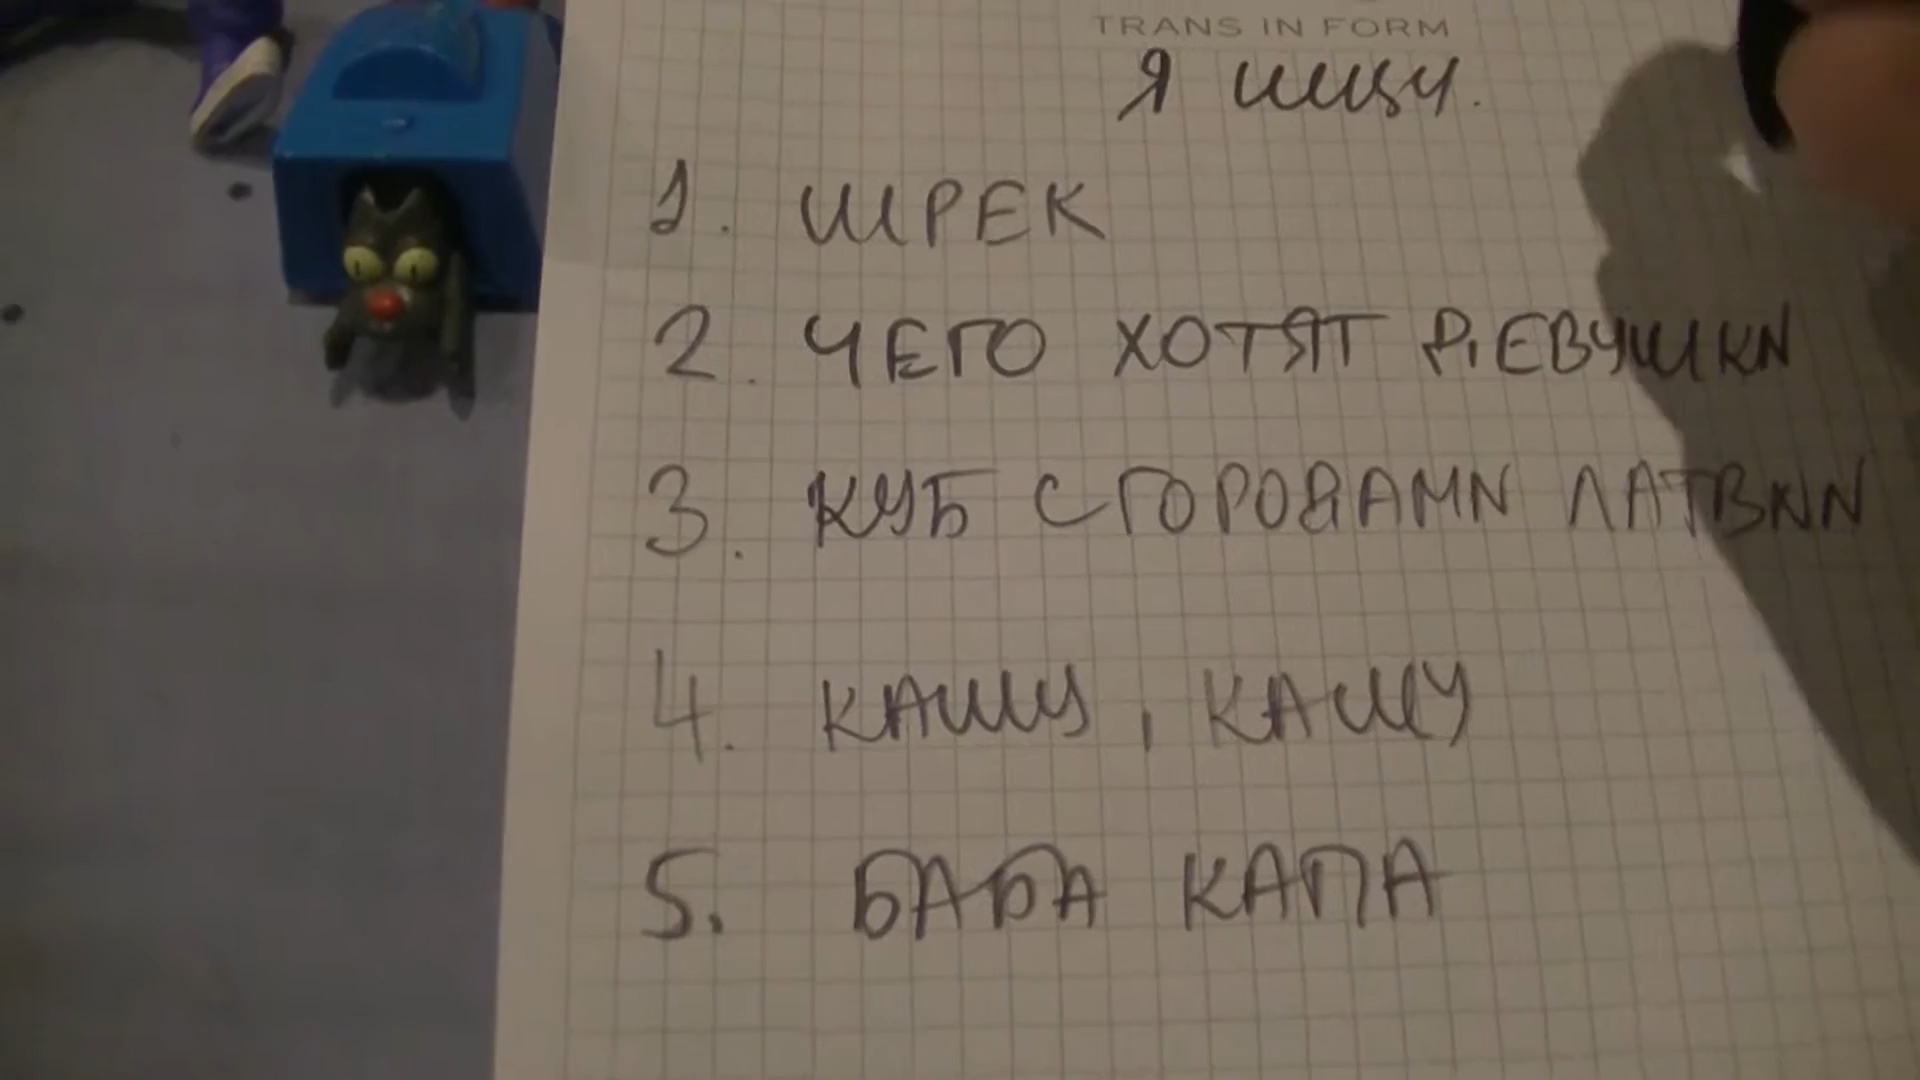 TRANS IN FORM
Я ИЩУ.
1. ШРЕК
2. ЧЕГО ХОТЯТ ДЕВУШКИ
3. КУБ С ГОРОДАМИ ЛАТВИИ
4. КАШУ, КАШУ
5. БАБА КАПА